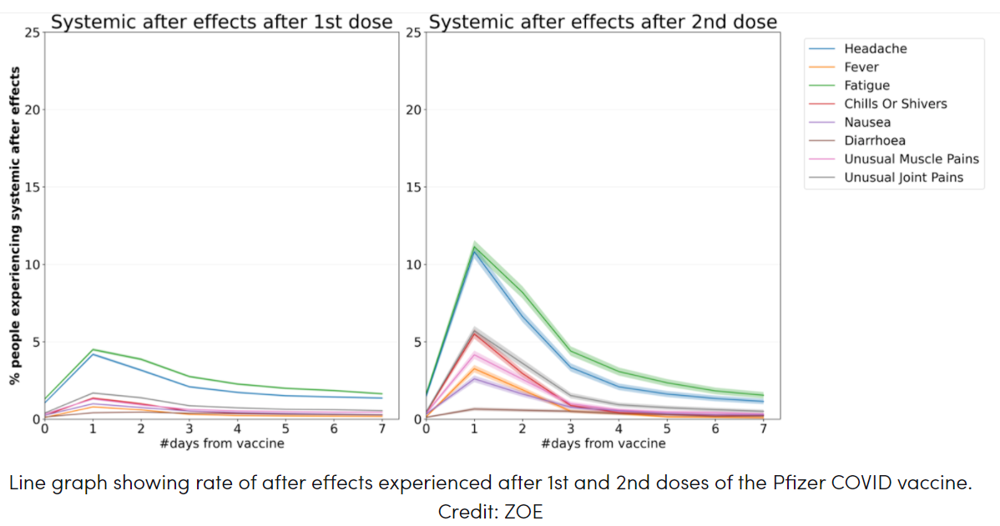 Systemic after effects after 1st dose
Systemic after effects after 2nd dose
% people experiencing systemic after effects
25
20
15
10
5
0
0 1 2 3 4 5 6 7
#days from vaccine
25
20
15
10
5
0
0 1 2 3 4 5 6 7
#days from vaccine
Headache
Fever
Fatigue
Chills Or Shivers
Nausea
Diarrhoea
Unusual Muscle Pains
Unusual Joint Pains
Line graph showing rate of after effects experienced after 1st and 2nd doses of the Pfizer COVID vaccine.
Credit: ZOE